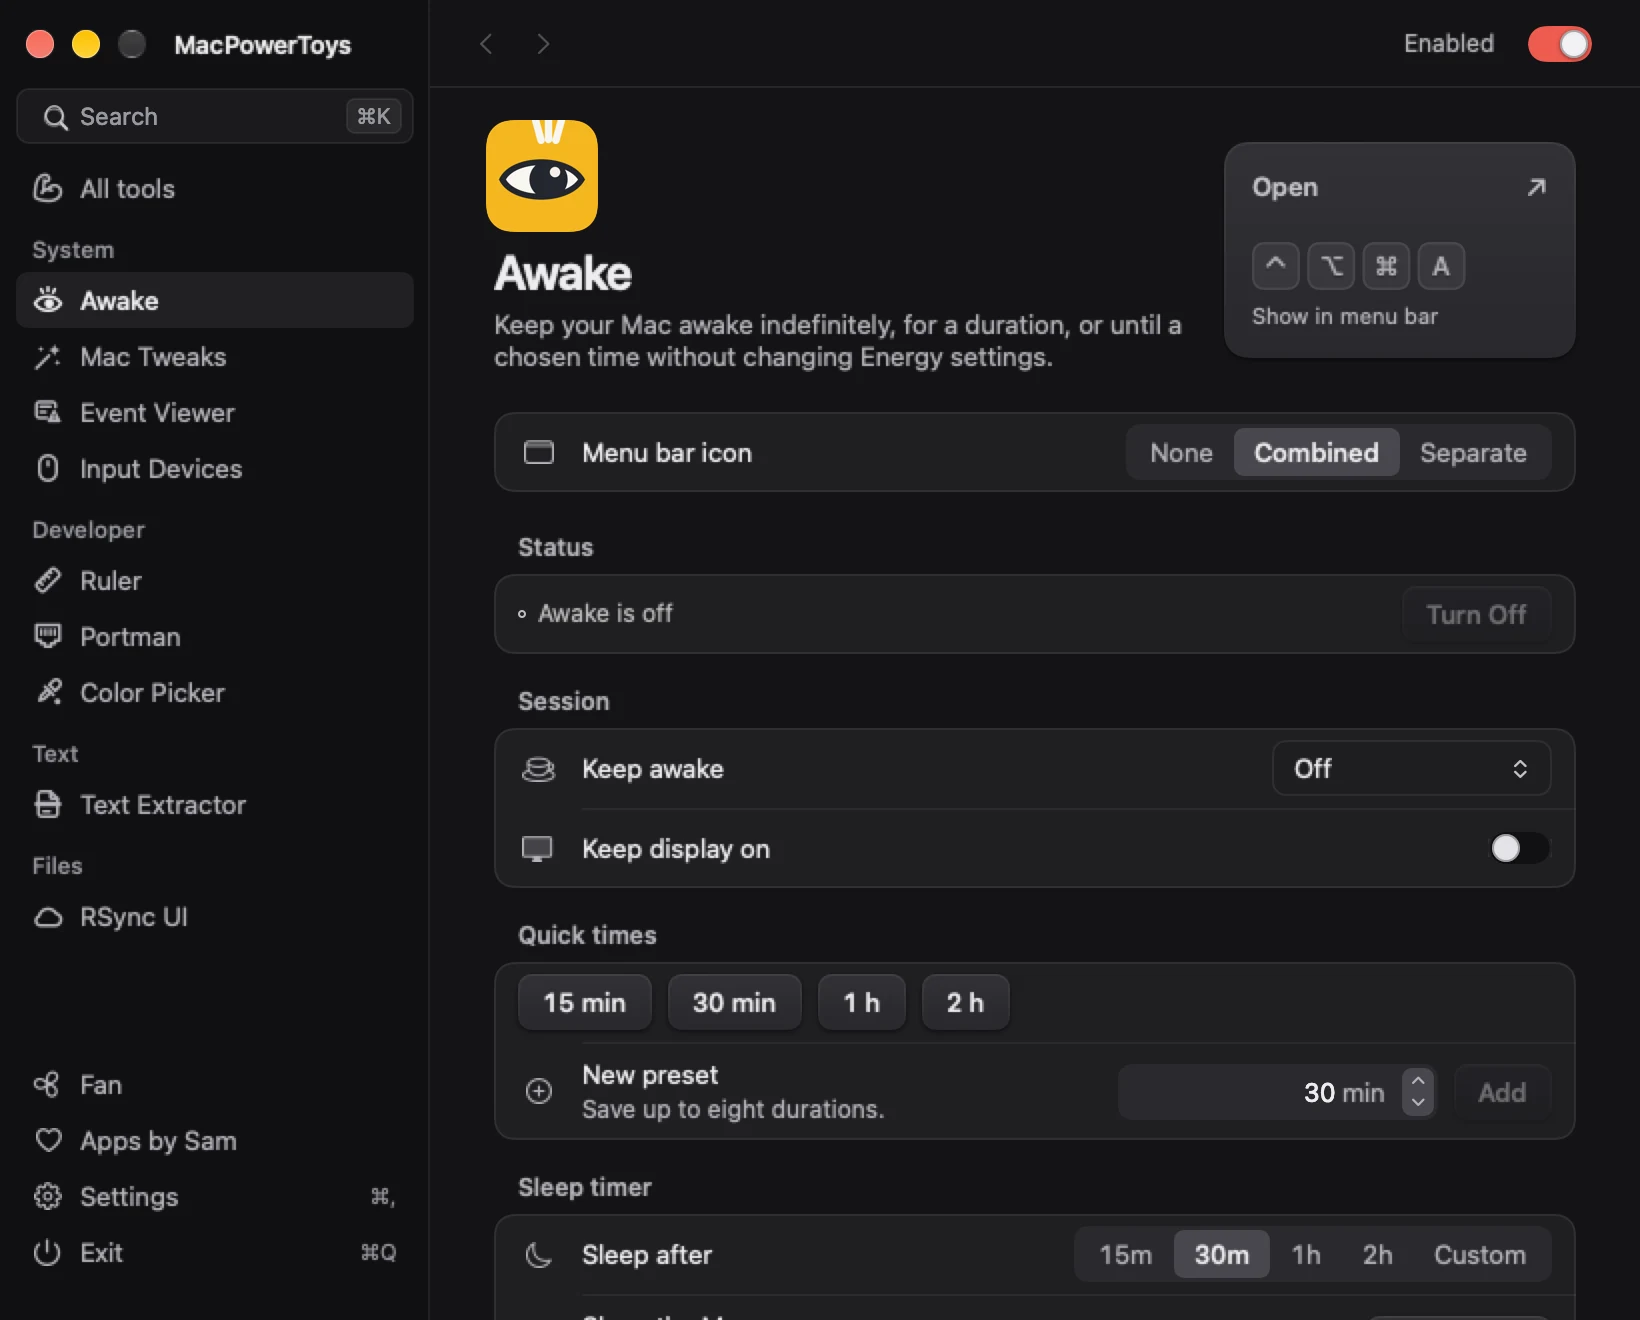 MacPowerToys
Search ⌘K
All tools
System
Awake
Mac Tweaks
Event Viewer
Input Devices
Developer
Ruler
Portman
Color Picker
Text
Text Extractor
Files
RSync UI
Fan
Apps by Sam
Settings ⌘,
Exit ⌘Q
Enabled
Awake
Keep your Mac awake indefinitely, for a duration, or until a
chosen time without changing Energy settings.
Open
⌃ ⌥ ⌘ A
Show in menu bar
Menu bar icon None Combined Separate
Status
Awake is off Turn Off
Session
Keep awake Off
Keep display on
Quick times
15 min 30 min 1 h 2 h
New preset
Save up to eight durations.
30 min Add
Sleep timer
Sleep after 15m 30m 1h 2h Custom